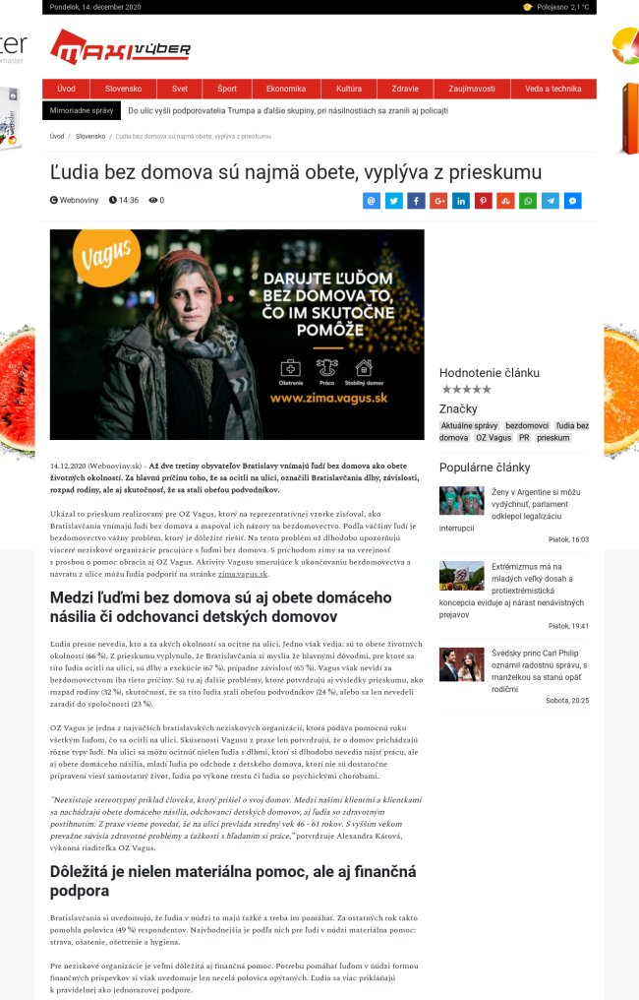 Pondelok, 14. december 2020
Polojasno 2,1 °C
MAXIVÝBER
Úvod
Slovensko
Svet
Šport
Ekonomika
Kultúra
Zdravie
Zaujímavosti
Veda a technika
Mimoriadne správy
Do ulíc vyšli podporovatelia Trumpa a ďalšie skupiny, pri násilnostiach sa zranili aj policajti
Úvod / Slovensko / Ľudia bez domova sú najmä obete, vyplýva z prieskumu
Ľudia bez domova sú najmä obete, vyplýva z prieskumu
Webnoviny 14:36 0
Vagus
DARUJTE ĽUĎOM
BEZ DOMOVA TO,
ČO IM SKUTOČNE
POMÔŽE
Ošetrenie
Práco
Stabilný domov
www.zima.vagus.sk
14.12.2020 (Webnoviny.sk) - Až dve tretiny obyvateľov Bratislavy vnímajú ľudí bez domova ako obete
životných okolností. Za hlavnú príčinu toho, že sa ocitli na ulici, označili Bratislavčania dlhy, závislosti,
rozpad rodiny, ale aj skutočnosť, že sa stali obeťou podvodníkov.
Ukázal to prieskum realizovaný pre OZ Vagus, ktorý na reprezentatívnej vzorke zisťoval, ako
Bratislavčania vnímajú ľudí bez domova a mapoval ich názory na bezdomovectvo. Podľa väčšiny ľudí je
bezdomovectvo vážny problém, ktorý je dôležité riešiť. Na tento problém už dlhodobo upozorňujú
viaceré neziskové organizácie pracujúce s ľuďmi bez domova. S príchodom zimy sa na verejnosť
s prosbou o pomoc obracia aj OZ Vagus. Aktivity Vagusu smerujúce k ukončovaniu bezdomovectva a
návratu z ulice môžu ľudia podporiť na stránke zima.vagus.sk.
Medzi ľuďmi bez domova sú aj obete domáceho
násilia či odchovanci detských domovov
Ľudia presne nevedia, kto a za akých okolností sa ocitne na ulici. Jedno však vedia: sú to obete životných
okolností (66 %). Z prieskumu vyplynulo, že Bratislavčania si myslia že hlavnými dôvodmi, pre ktoré sa
títo ľudia ocitli na ulici, sú dlhy a exekúcie (67 %), prípadne závislosť (65 %). Vagus však nevidí za
bezdomovectvom iba tieto príčiny. Sú tu aj ďalšie problémy, ktoré potvrdzujú aj výsledky prieskumu, ako
rozpad rodiny (32 %), skutočnosť, že sa títo ľudia stali obeťou podvodníkov (24 %), alebo sa len nevedeli
zaradiť do spoločnosti (23 %).
OZ Vagus je jedna z najväčších bratislavských neziskových organizácií, ktorá podáva pomocnú ruku
všetkým ľuďom, čo sa ocitli na ulici. Skúsenosti Vagusu z praxe len potvrdzujú, že o domov prichádzajú
rôzne typy ľudí. Na ulici sa môžu ocitnúť nielen ľudia s dlhmi, ktorí si dlhodobo nevedia nájsť prácu, ale
aj obete domáceho násilia, mladí ľudia po odchode z detského domova, ktorí nie sú dostatočne
pripravení viesť samostatný život, ľudia po výkone trestu či ľudia so psychickými chorobami.
"Neexistuje stereotypný príklad človeka, ktorý prišiel o svoj domov. Medzi našimi klientmi a klientkami
sa nachádzajú obete domáceho násilia, odchovanci detských domovov, aj ľudia so zdravotným
postihnutím. Z praxe vieme povedať, že na ulici prevláda stredný vek 46 - 61 rokov. S vyšším vekom
prevažne súvisia zdravotné problémy a ťažkosti s hľadaním si práce," potvrdzuje Alexandra Kárová,
výkonná riaditeľka OZ Vagus.
Dôležitá je nielen materiálna pomoc, ale aj finančná
podpora
Bratislavčania si uvedomujú, že ľudia v núdzi to majú ťažké a treba im pomáhať. Za ostatných rok takto
pomohla polovica (49 %) respondentov. Najvhodnejšia je podľa nich pre ľudí v núdzi materiálna pomoc:
strava, ošatenie, ošetrenie a hygiena.
Pre neziskové organizácie je veľmi dôležitá aj finančná pomoc. Potrebu pomáhať ľuďom v núdzi formou
finančných príspevkov si však uvedomuje len necelá polovica opýtaných. Ľudia sa viac prikláňajú
k pravidelnej ako jednorazovej podpore.
Hodnotenie článku
Značky
Aktuálne správy bezdomovci ľudia bez
domova OZ Vagus PR prieskum
Populárne články
Ženy v Argentíne si môžu
vydýchnuť, parlament
odklepol legalizáciu
interrupcií
Piatok, 16:03
Extrémizmus má na
mladých veľký dosah a
protiextrémistická
koncepcia eviduje aj nárast nenávistných
prejavov
Piatok, 19:41
Švédsky princ Carl Philip
oznámil radostnú správu, s
manželkou sa stanú opäť
rodičmi
Sobota, 20:25